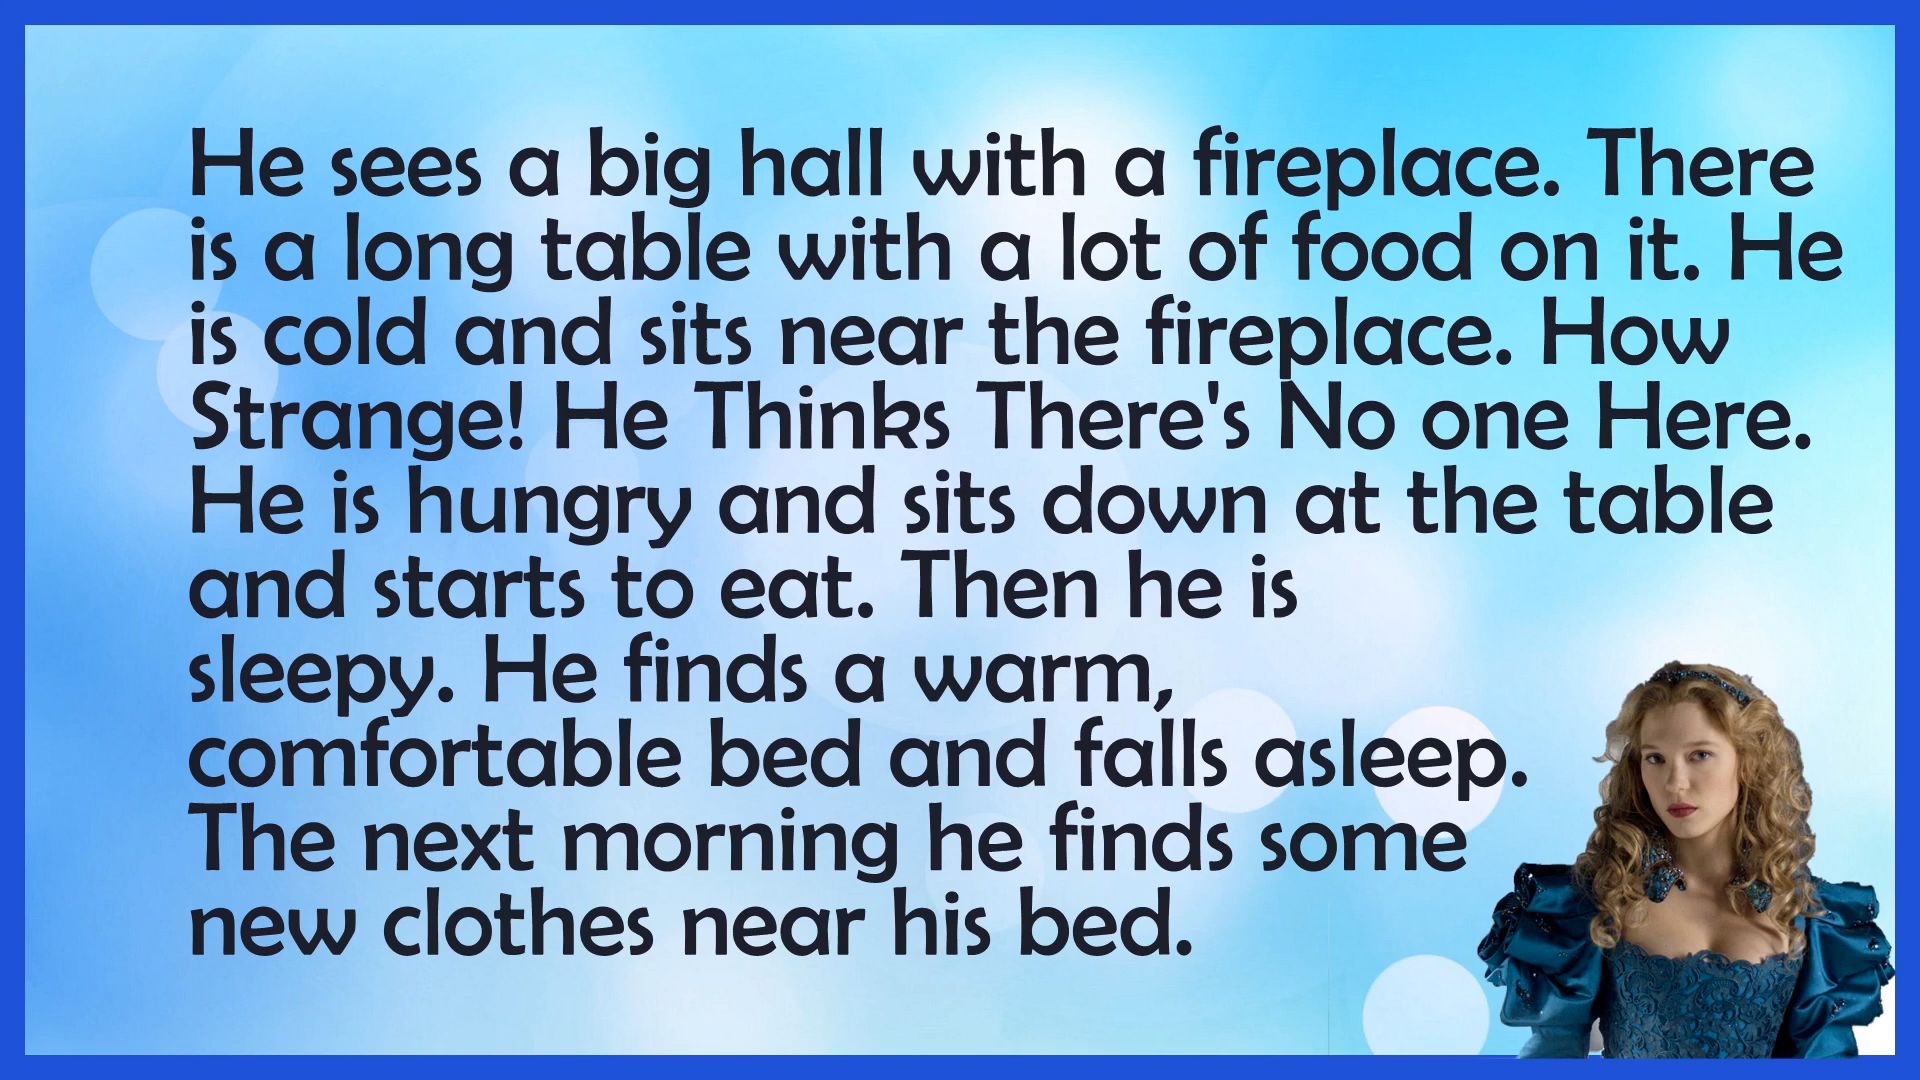 He sees a big hall with a fireplace. There
is a long table with a lot of food on it. He
is cold and sits near the fireplace. How
Strange! He Thinks There's No one Here.
He is hungry and sits down at the table
and starts to eat. Then he is
sleepy. He finds a warm,
comfortable bed and falls asleep.
The next morning he finds some
new clothes near his bed.